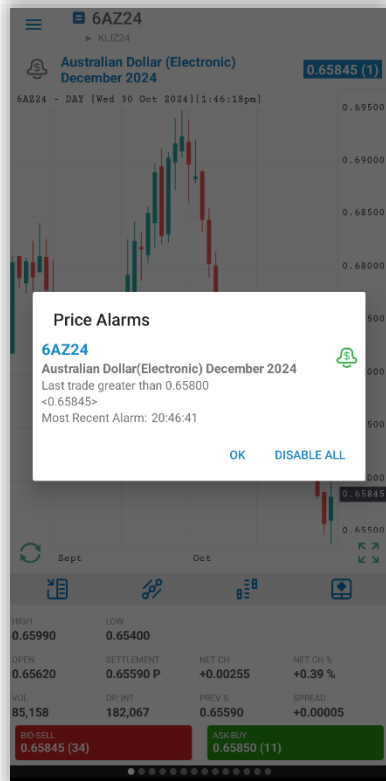 6AZ24
► KLIZ24
Australian Dollar (Electronic)
December 2024
0.65845 (1)
6AZ24 - DAY [Wed 30 Oct 2024][1:46:18pm]
0.69500
0.69000
0.68500
0.68000
500
Price Alarms
6AZ24
Australian Dollar(Electronic) December 2024
Last trade greater than 0.65800
<0.65845>
Most Recent Alarm: 20:46:41
500
OK DISABLE ALL
000
0.65845
0.65500
Sept Oct
HIGH LOW
0.65990 0.65400
OPEN SETTLEMENT NET CH NET CH %
0.65620 0.65590 P +0.00255 +0.39 %
VOL OP. INT PREV S SPREAD
85,158 182,067 0.65590 +0.00005
BID-SELL ASK-BUY
0.65845 (34) 0.65850 (11)